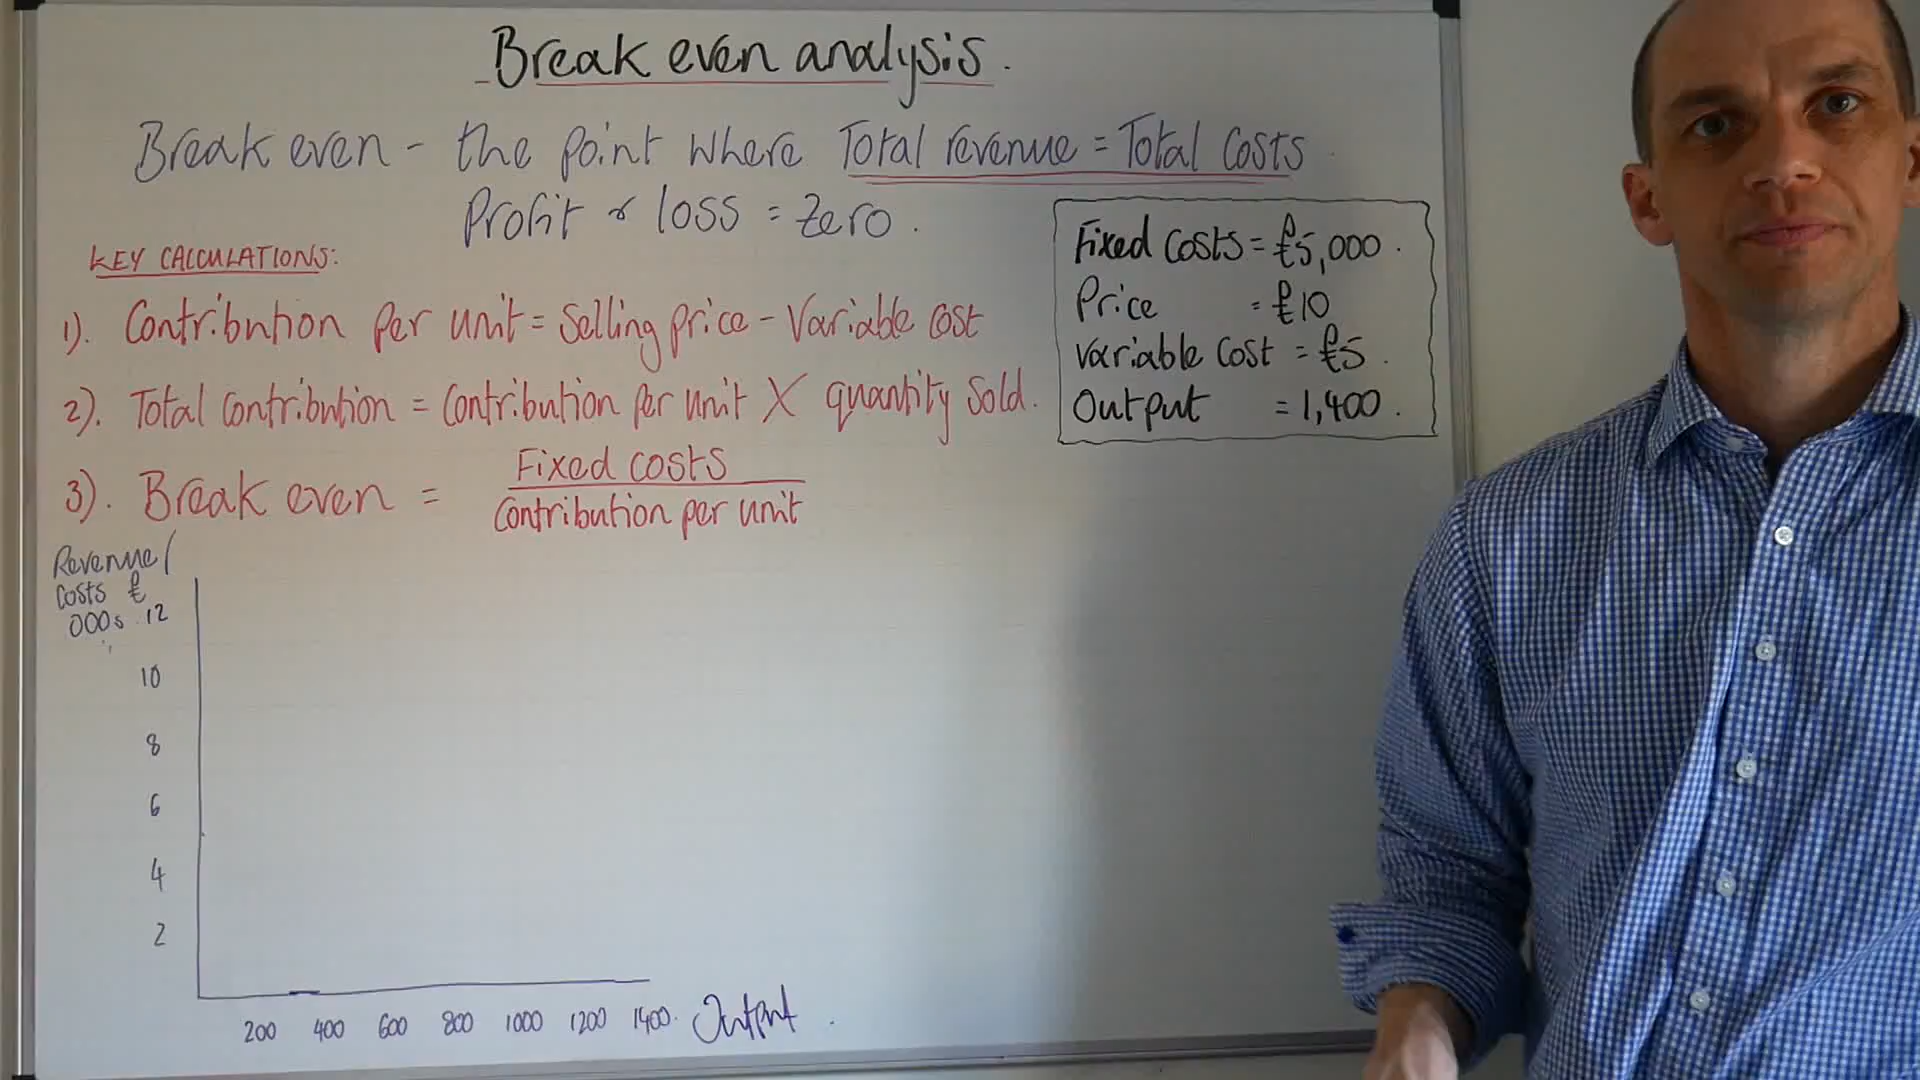 Break even analysis.
Break even - the point where Total revenue = Total Costs
Profit or loss = Zero.
KEY CALCULATIONS:
1). Contribution per unit = Selling price - Variable cost
2). Total contribution = Contribution per unit X quantity sold.
3). Break even = Fixed costs
Contribution per unit
Fixed Costs = £5,000.
Price = £10
Variable Cost = £5.
Output = 1,400.
Revenue/
Costs £
000s 12
10
8
6
4
2
200 400 600 800 1000 1200 1400. Output